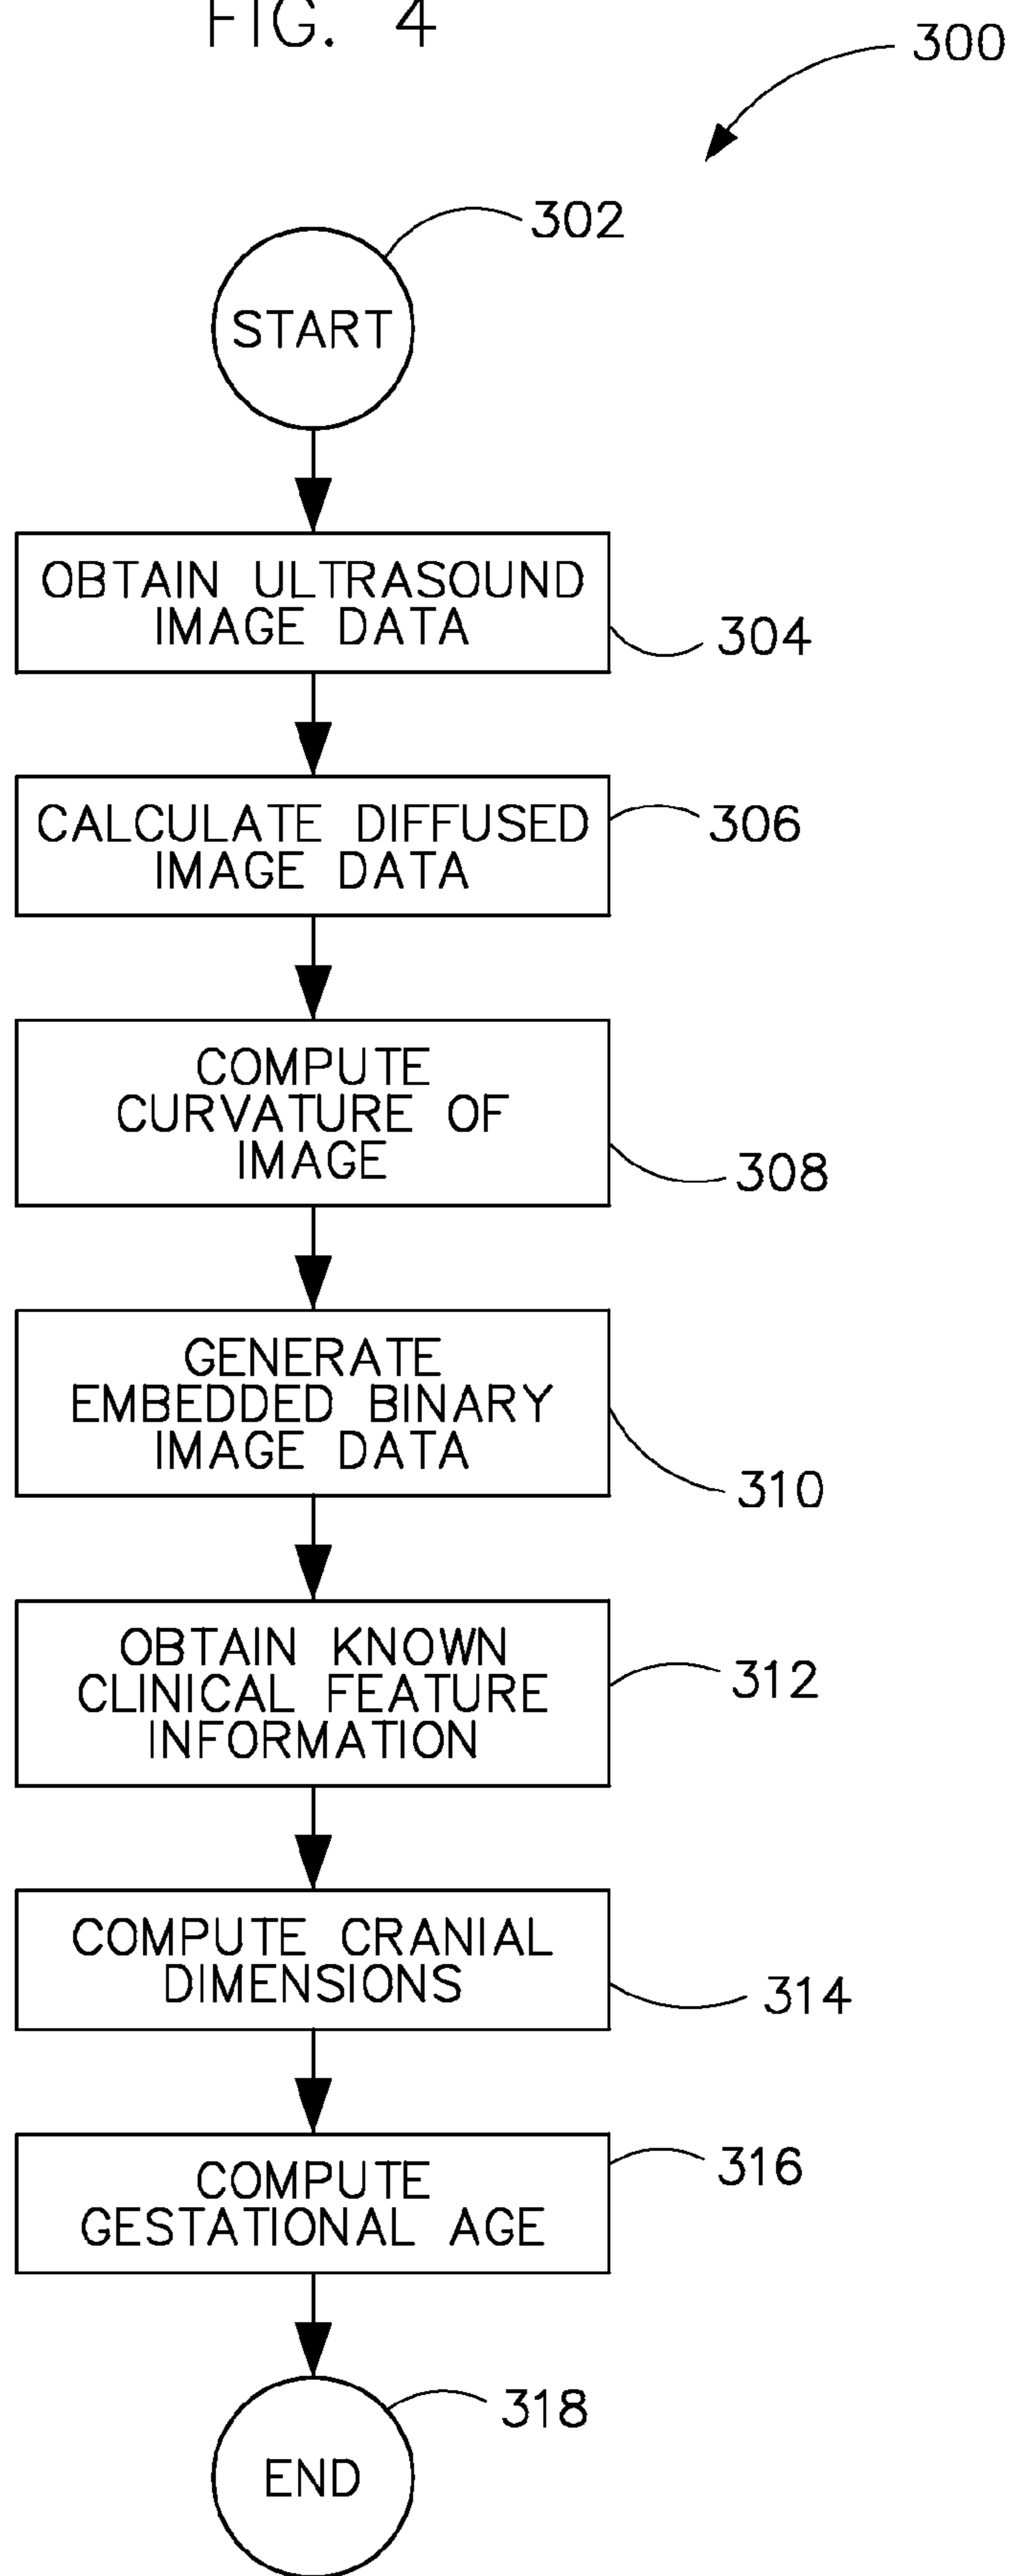 FIG. 4
300
302
START
OBTAIN ULTRASOUND
IMAGE DATA
304
CALCULATE DIFFUSED
IMAGE DATA
306
COMPUTE
CURVATURE OF
IMAGE
308
GENERATE
EMBEDDED BINARY
IMAGE DATA
310
OBTAIN KNOWN
CLINICAL FEATURE
INFORMATION
312
COMPUTE CRANIAL
DIMENSIONS
314
COMPUTE
GESTATIONAL AGE
316
318
END